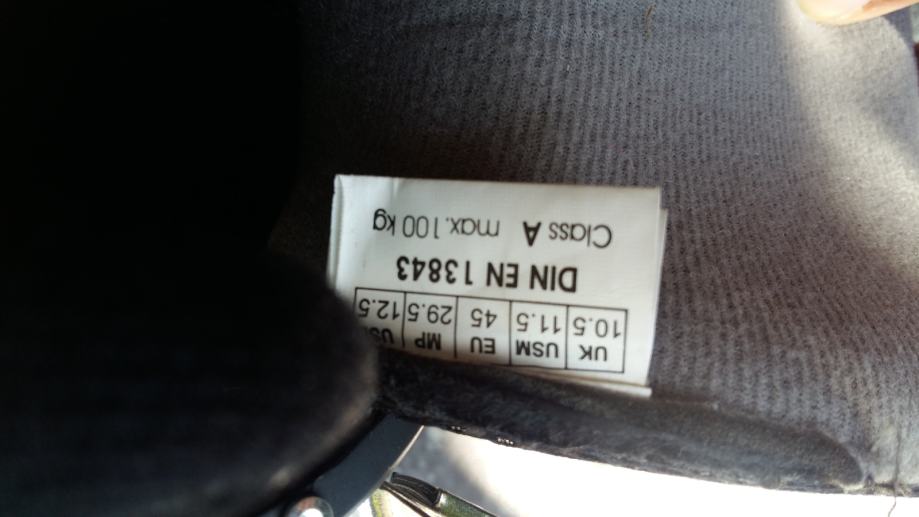 UK USM EU MP
10.5 11.5 45 29.5 12.5
DIN EN 13843
Class A max.100 kg